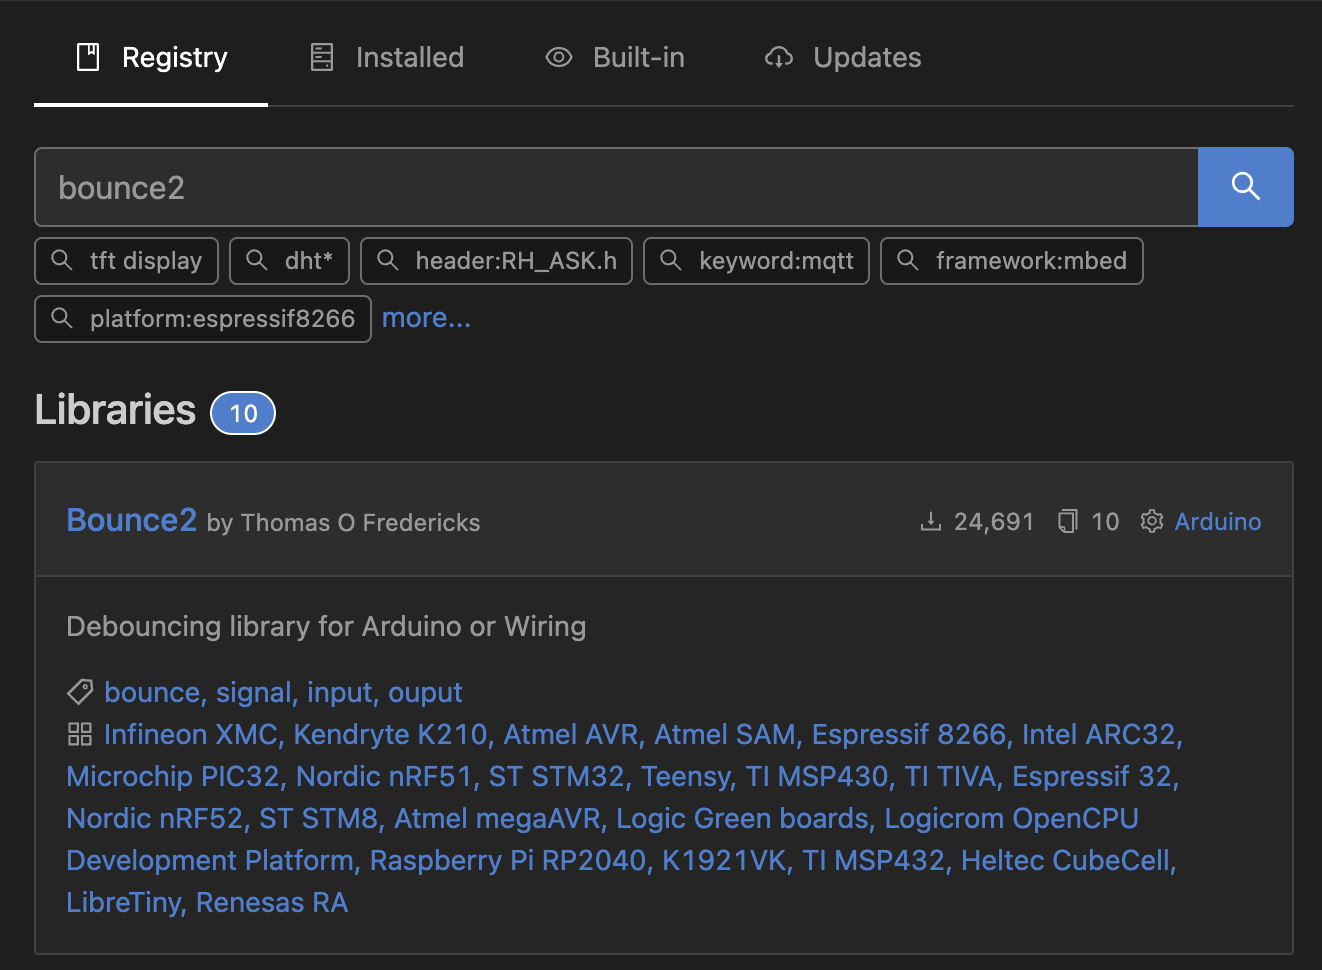 Registry Installed Built-in Updates
bounce2
tft display dht* header:RH_ASK.h keyword:mqtt framework:mbed
platform:espressif8266 more...
Libraries 10
Bounce2 by Thomas O Fredericks 24,691 10 Arduino
Debouncing library for Arduino or Wiring
bounce, signal, input, ouput
Infineon XMC, Kendryte K210, Atmel AVR, Atmel SAM, Espressif 8266, Intel ARC32,
Microchip PIC32, Nordic nRF51, ST STM32, Teensy, TI MSP430, TI TIVA, Espressif 32,
Nordic nRF52, ST STM8, Atmel megaAVR, Logic Green boards, Logicrom OpenCPU
Development Platform, Raspberry Pi RP2040, K1921VK, TI MSP432, Heltec CubeCell,
LibreTiny, Renesas RA